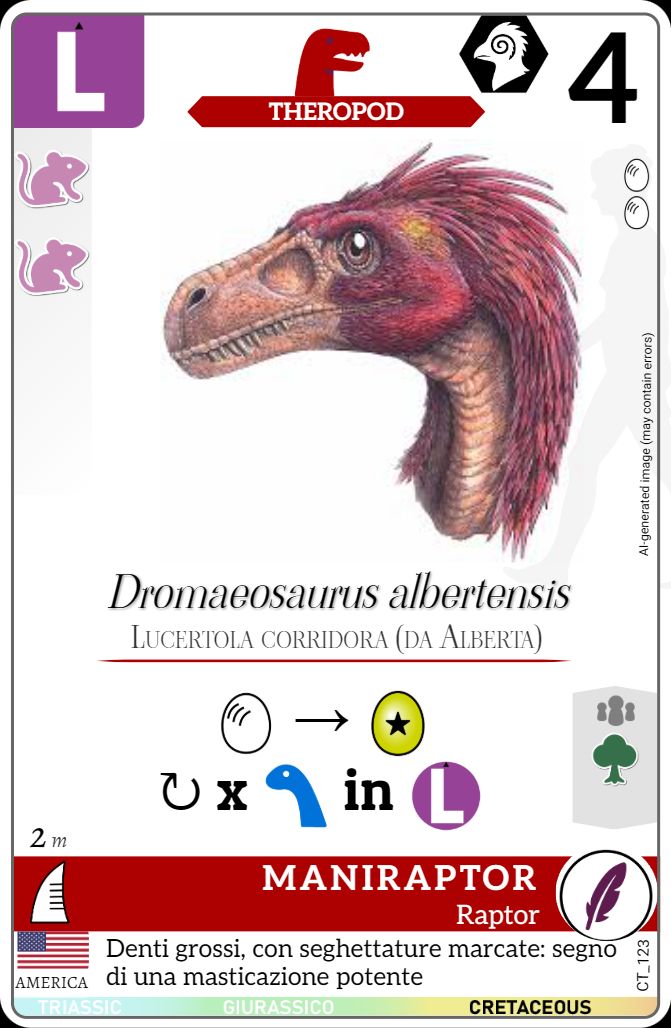 L
THEROPOD
4
AI-generated image (may contain errors)
Dromaeosaurus albertensis
Lucertola corridora (da Alberta)
→
↻ x in L
2 m
MANIRAPTOR
Raptor
AMERICA
Denti grossi, con seghettature marcate: segno
di una masticazione potente
CT_123
TRIASSIC
GIURASSICO
CRETACEOUS